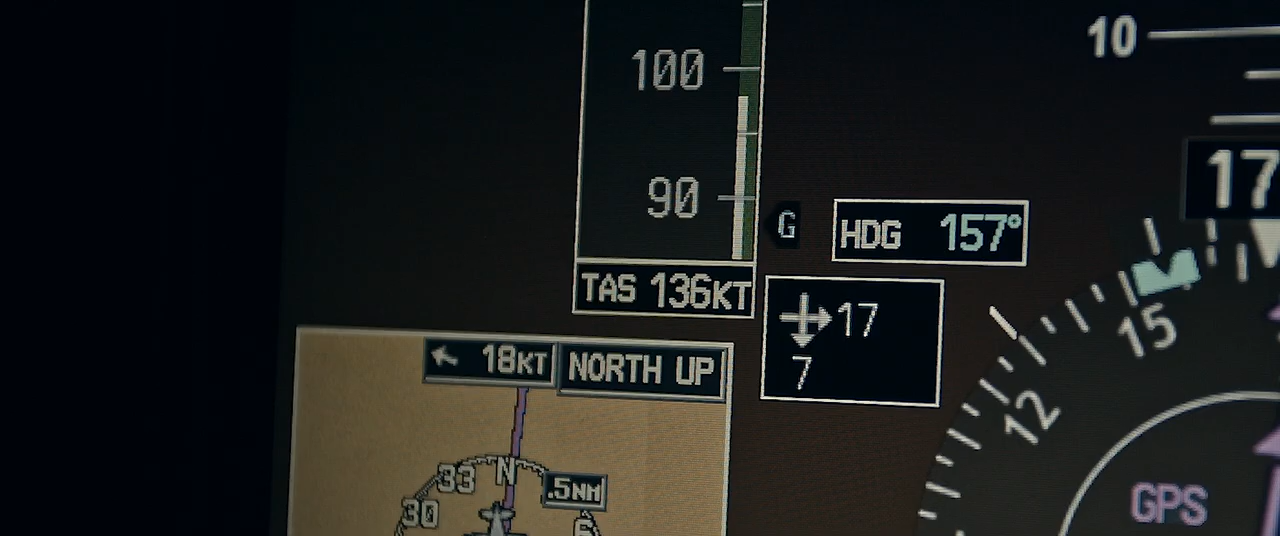 100
10
90
17
G
HDG 157°
TAS 136KT
17
7
15
18KT NORTH UP
12
N
33
.5NM
30
GPS